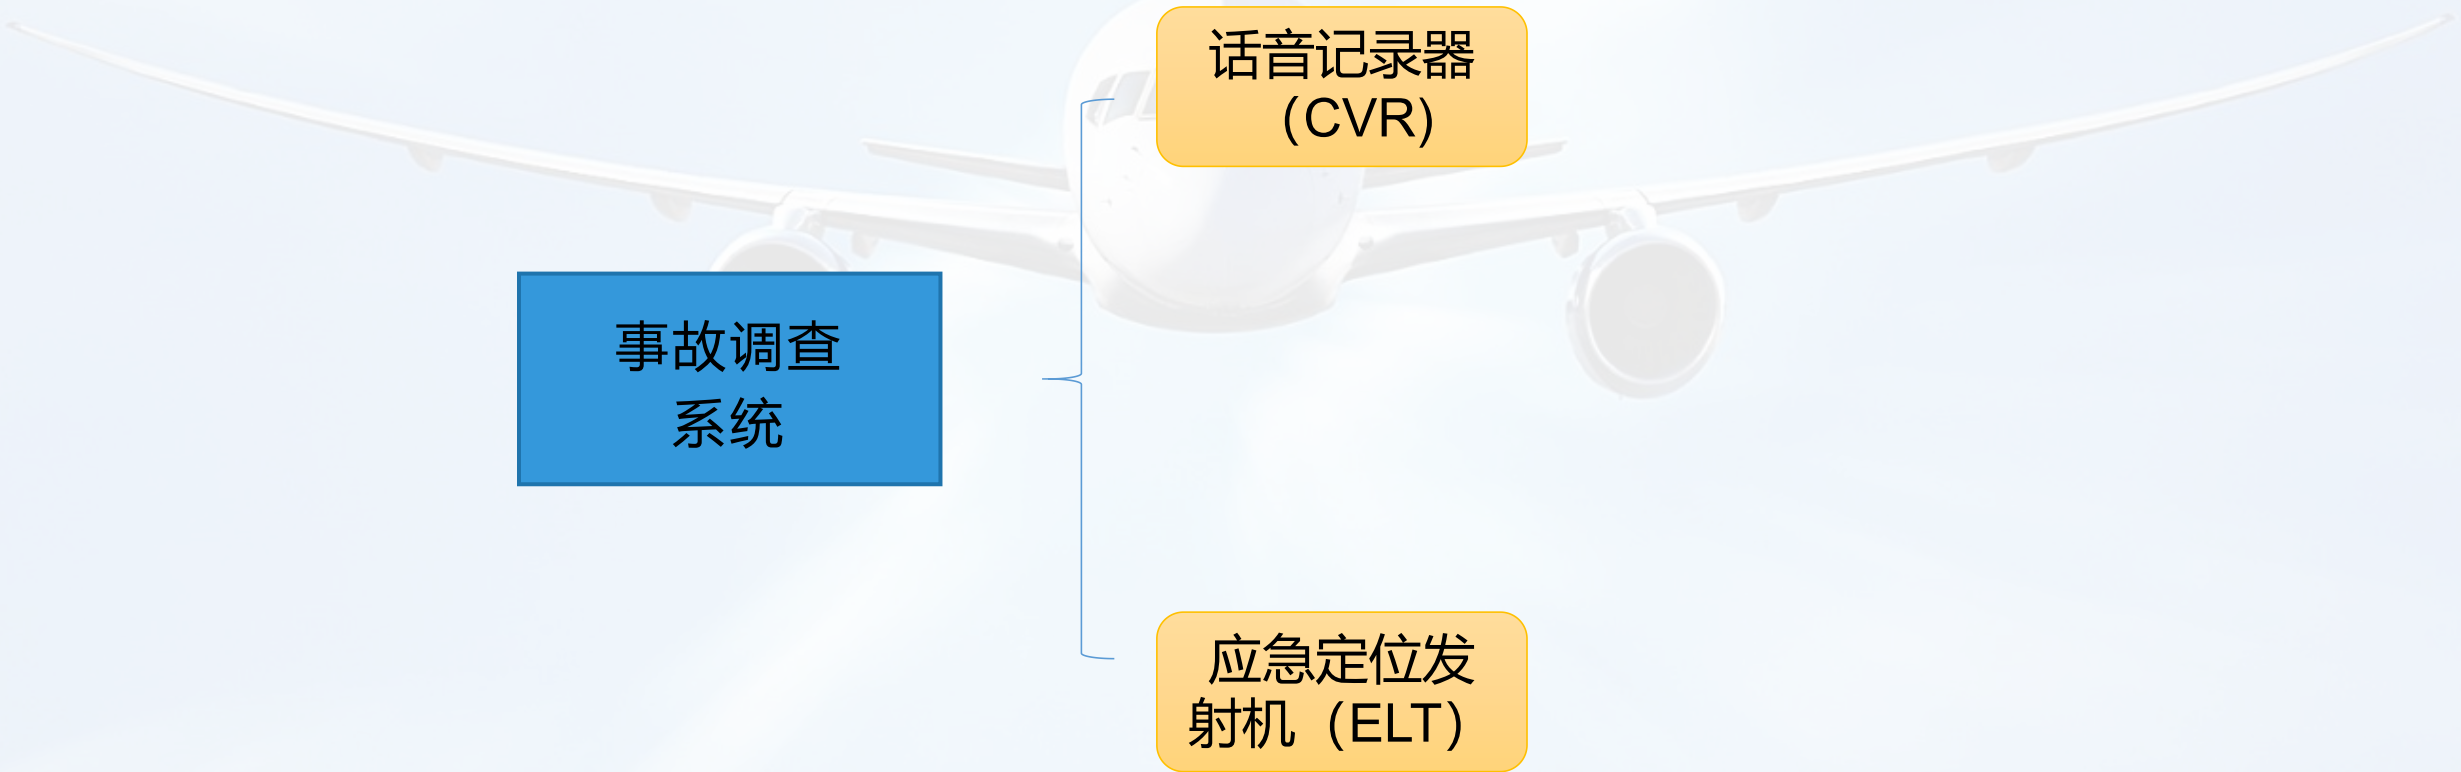 话音记录器
（CVR）
事故调查
系统
应急定位发
射机（ELT）